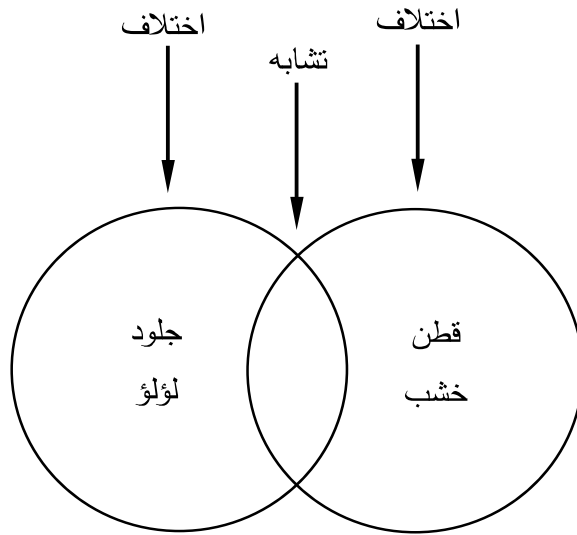 اختلاف
تشابه
اختلاف
قطن
خشب
جلود
لؤلؤ